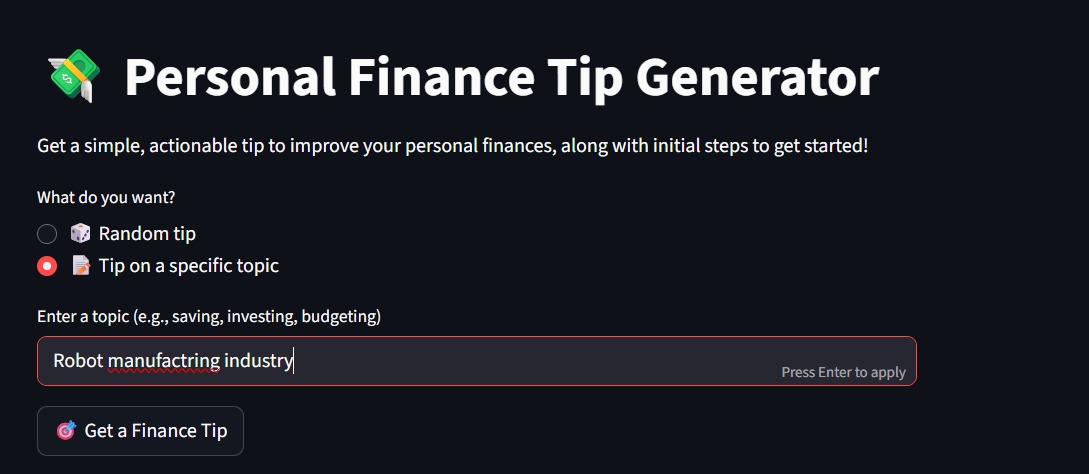 Personal Finance Tip Generator
Get a simple, actionable tip to improve your personal finances, along with initial steps to get started!
What do you want?
Random tip
Tip on a specific topic
Enter a topic (e.g., saving, investing, budgeting)
Robot manufactring industry
Press Enter to apply
Get a Finance Tip